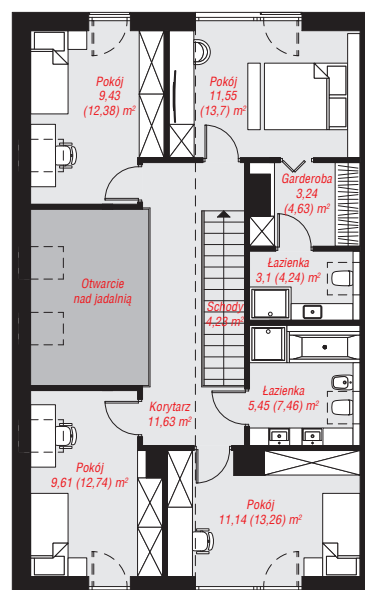 Pokój
9,43
(12,38) m²
Pokój
11,55
(13,7) m²
Garderoba
3,24
(4,63) m²
Otwarcie
nad jadalnią
Łazienka
3,1 (4,24) m²
Schody
4,23 m²
Łazienka
5,45 (7,46) m²
Korytarz
11,63 m²
Pokój
9,61 (12,74) m²
Pokój
11,14 (13,26) m²